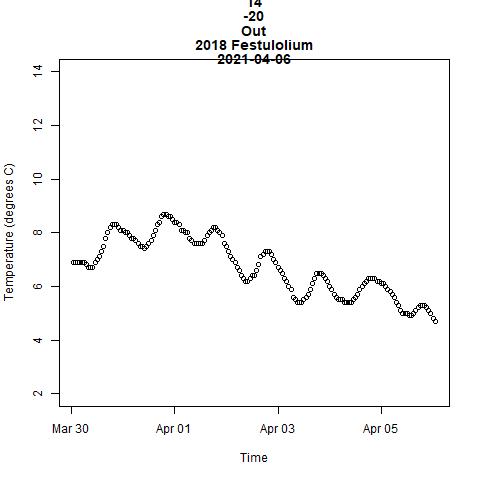 14
-20
Out
2018 Festulolium
2021-04-06
14
12
10
8
6
4
2
Temperature (degrees C)
Mar 30
Apr 01
Apr 03
Apr 05
Time